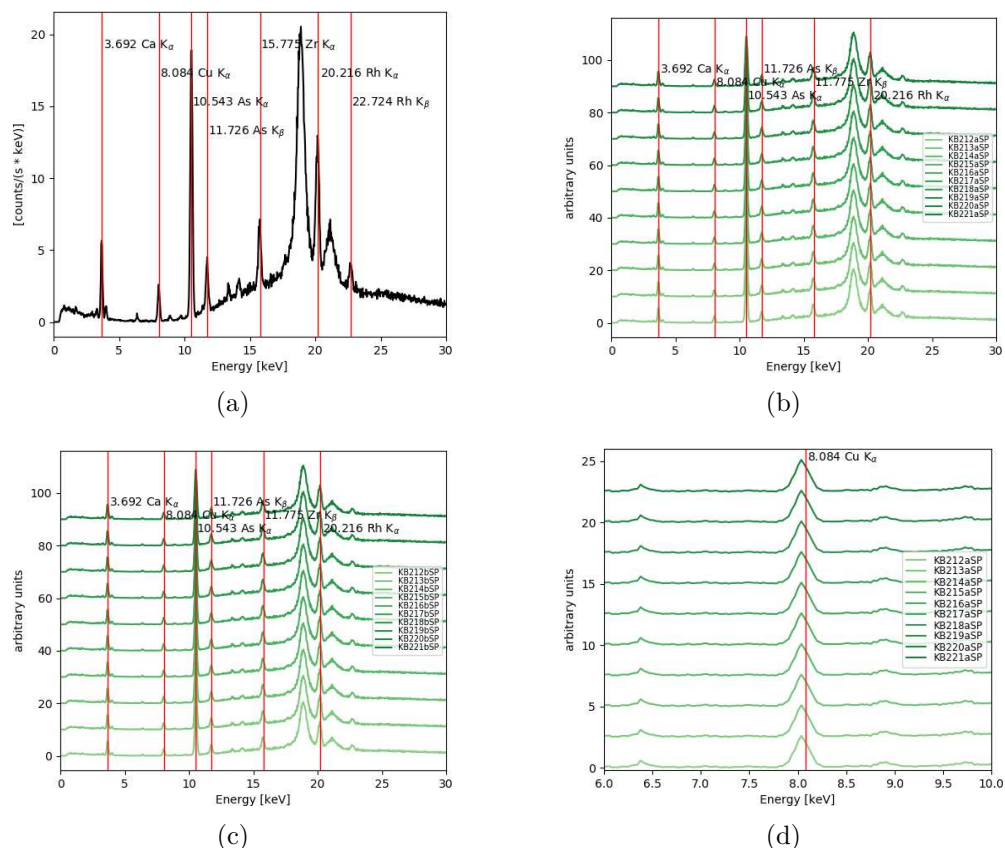 20
15
10
5
0
[counts/(s * keV)]
3.692 Ca Kα
15.775 Zr Kα
8.084 Cu Kα
20.216 Rh Kα
10.543 As Kα
22.724 Rh Kβ
11.726 As Kβ
0 5 10 15 20 25 30
Energy [keV]
(a)
100
80
60
40
20
0
arbitrary units
3.692 Ca Kα
11.726 As Kβ
8.084 Cu Kα
11.775 Zr Kβ
10.543 As Kα
20.216 Rh Kα
KB212aSP
KB213aSP
KB214aSP
KB215aSP
KB216aSP
KB217aSP
KB218aSP
KB219aSP
KB220aSP
KB221aSP
0 5 10 15 20 25 30
Energy [keV]
(b)
100
80
60
40
20
0
arbitrary units
3.692 Ca Kα
11.726 As Kβ
8.084 Cu Kα
11.775 Zr Kβ
10.543 As Kα
20.216 Rh Kα
KB212bSP
KB213bSP
KB214bSP
KB215bSP
KB216bSP
KB217bSP
KB218bSP
KB219bSP
KB220bSP
KB221bSP
0 5 10 15 20 25 30
Energy [keV]
(c)
25
20
15
10
5
0
arbitrary units
8.084 Cu Kα
KB212aSP
KB213aSP
KB214aSP
KB215aSP
KB216aSP
KB217aSP
KB218aSP
KB219aSP
KB220aSP
KB221aSP
6.0 6.5 7.0 7.5 8.0 8.5 9.0 9.5 10.0
Energy [keV]
(d)